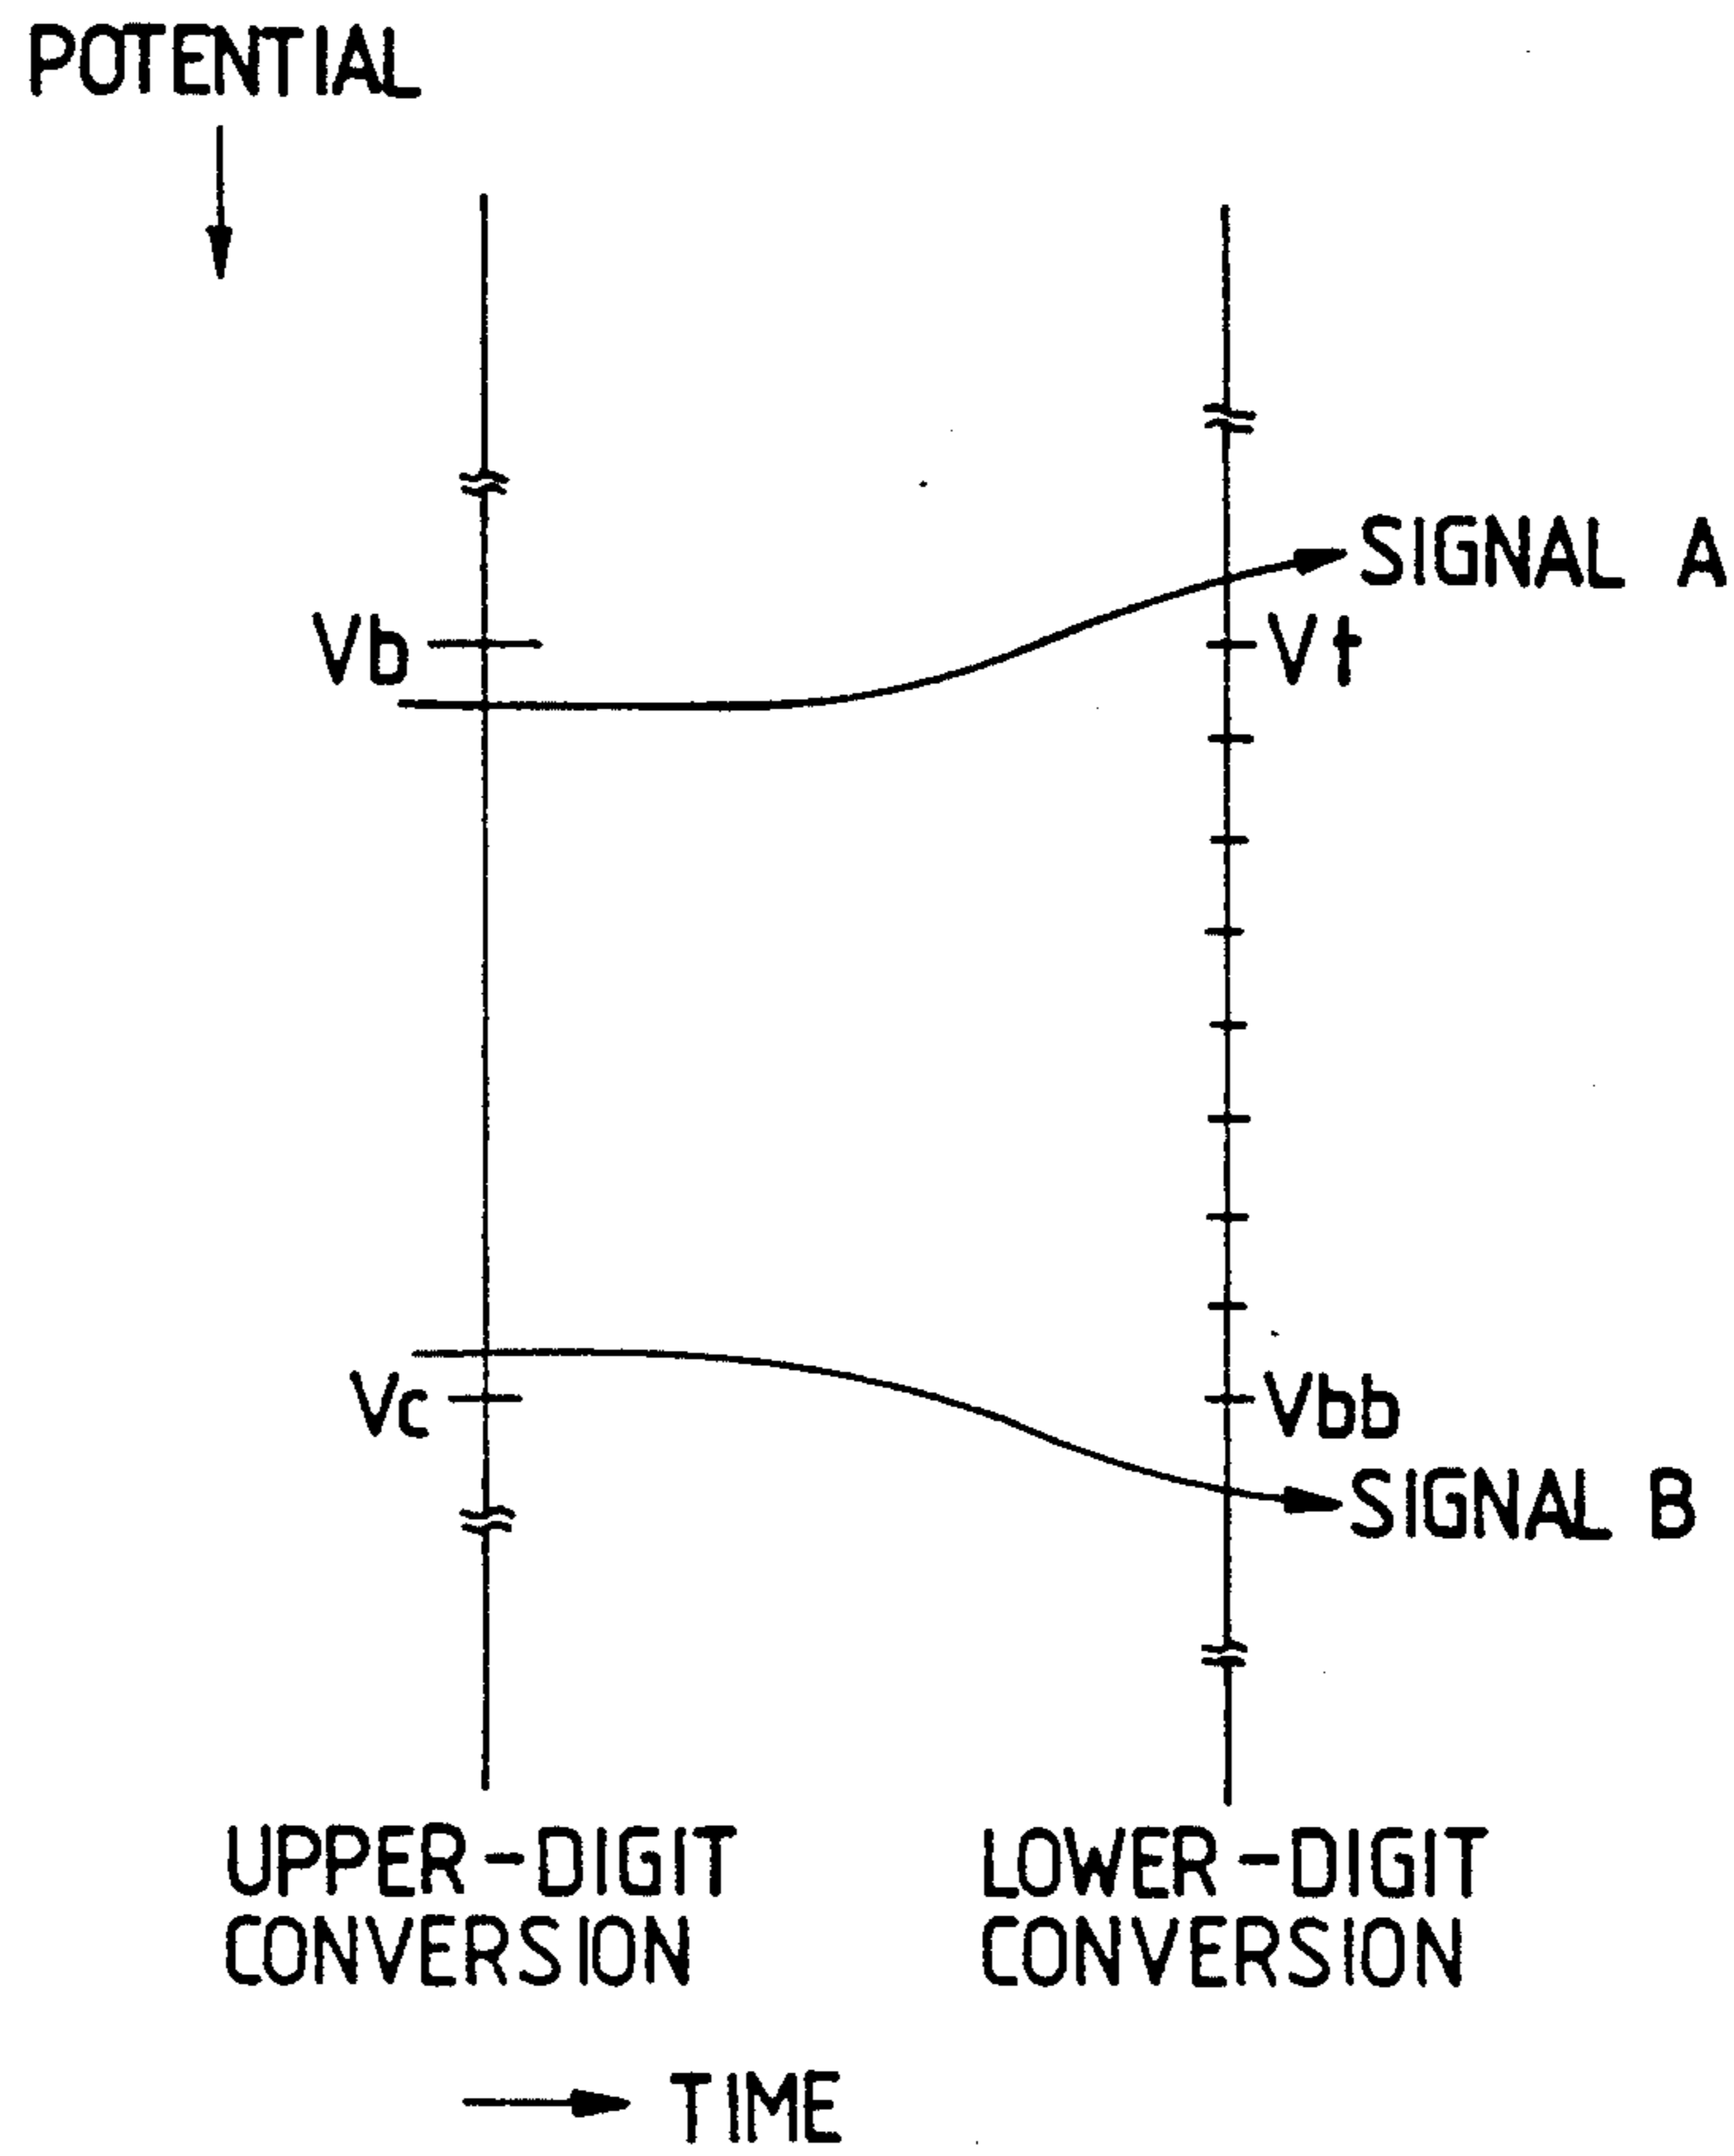 POTENTIAL
SIGNAL A
Vb
Vt
Vc
Vbb
SIGNAL B
UPPER-DIGIT
CONVERSION
LOWER-DIGIT
CONVERSION
TIME